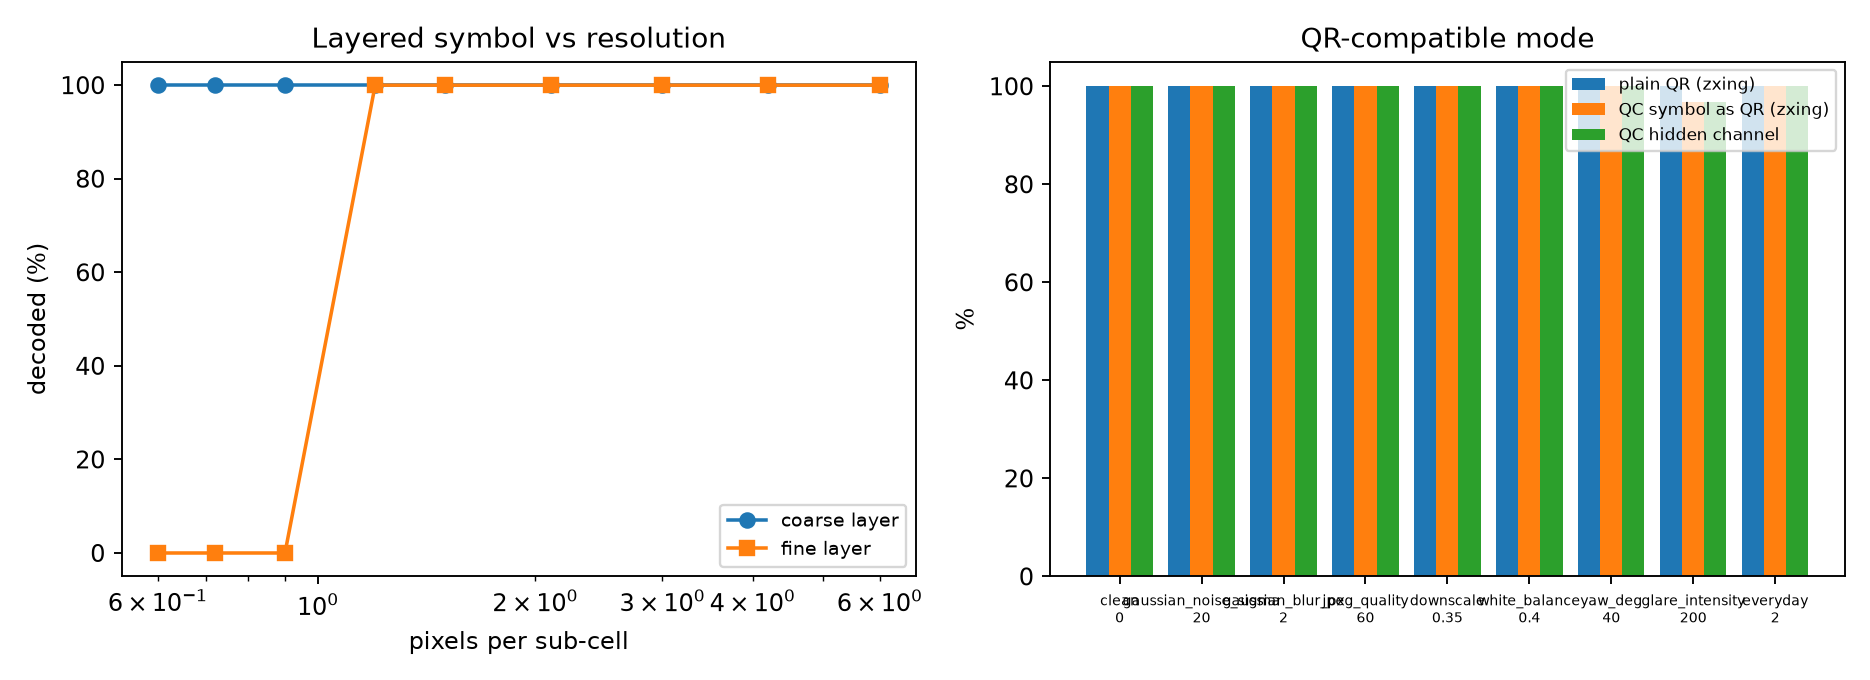 Layered symbol vs resolution
decoded (%)
100
80
60
40
20
0
coarse layer
fine layer
6 × 10⁻¹
10⁰
2 × 10⁰
3 × 10⁰
4 × 10⁰
6 × 10⁰
pixels per sub-cell
QR-compatible mode
%
100
80
60
40
20
0
plain QR (zxing)
QC symbol as QR (zxing)
QC hidden channel
clean
0
gaussian_noise_sigma
20
gaussian_blur_px
2
jpeg_quality
60
downscale
0.35
white_balance
0.4
yaw_deg
40
glare_intensity
200
everyday
2